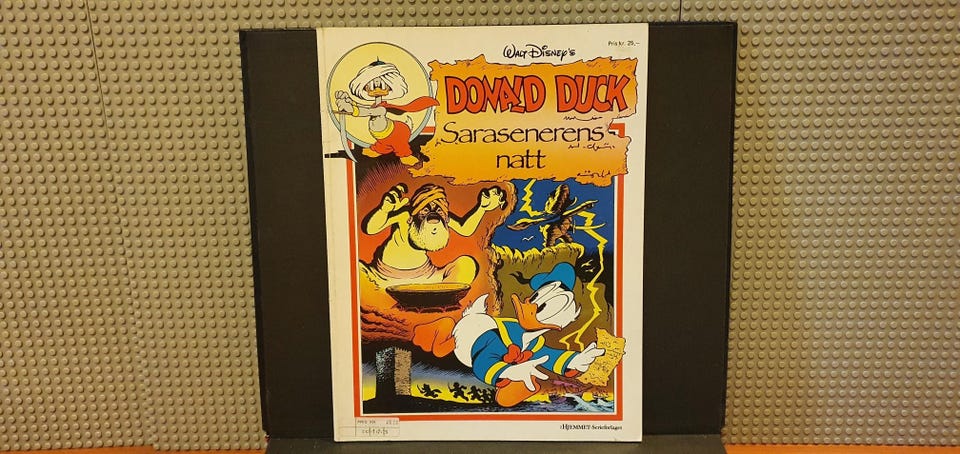 Walt Disney's
Pris kr. 29,–
DONALD DUCK
Sarasenerens
natt
HJEMMET-Serieforlaget